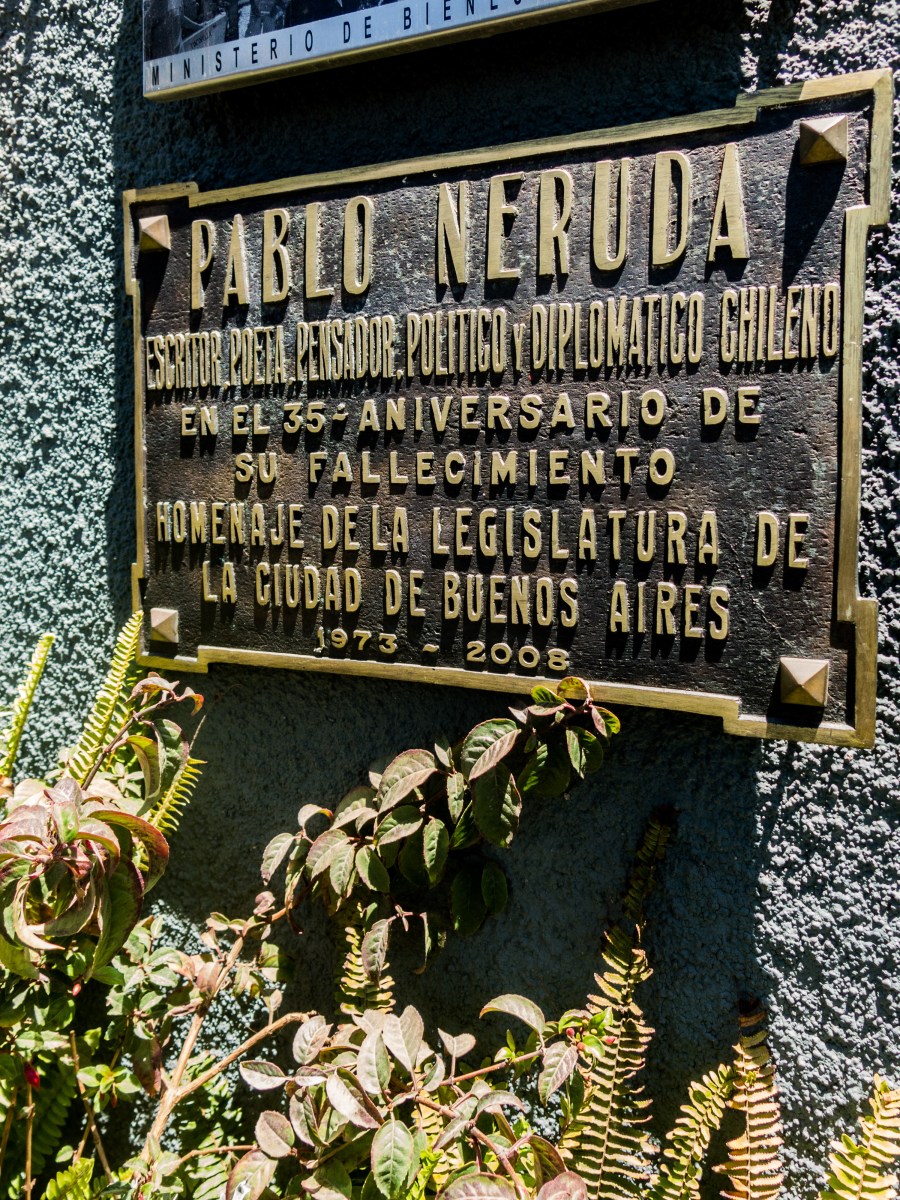 MINISTERIO DE BIENES
PABLO NERUDA
ESCRITOR, POETA, PENSADOR, POLITICO Y DIPLOMATICO CHILENO
EN EL 35º ANIVERSARIO DE
SU FALLECIMIENTO
HOMENAJE DE LA LEGISLATURA DE
LA CIUDAD DE BUENOS AIRES
1973 - 2008